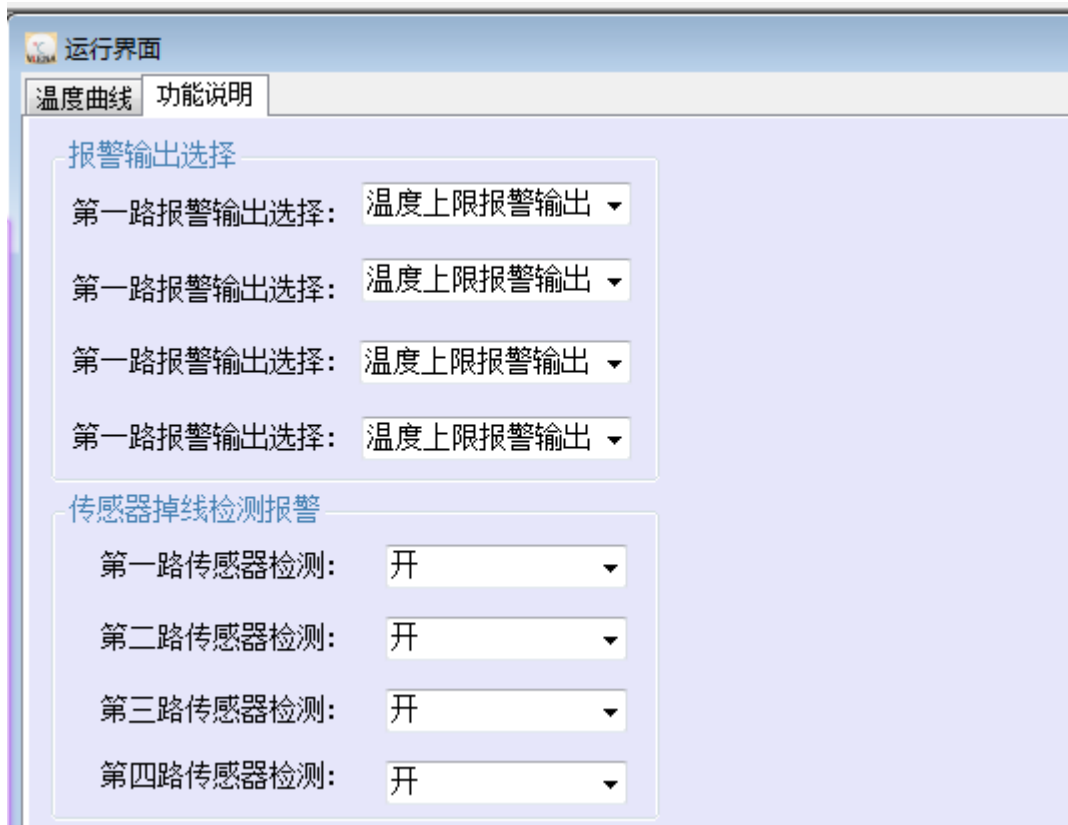 运行界面
温度曲线 功能说明
报警输出选择
第一路报警输出选择: 温度上限报警输出
第一路报警输出选择: 温度上限报警输出
第一路报警输出选择: 温度上限报警输出
第一路报警输出选择: 温度上限报警输出
传感器掉线检测报警
第一路传感器检测: 开
第二路传感器检测: 开
第三路传感器检测: 开
第四路传感器检测: 开